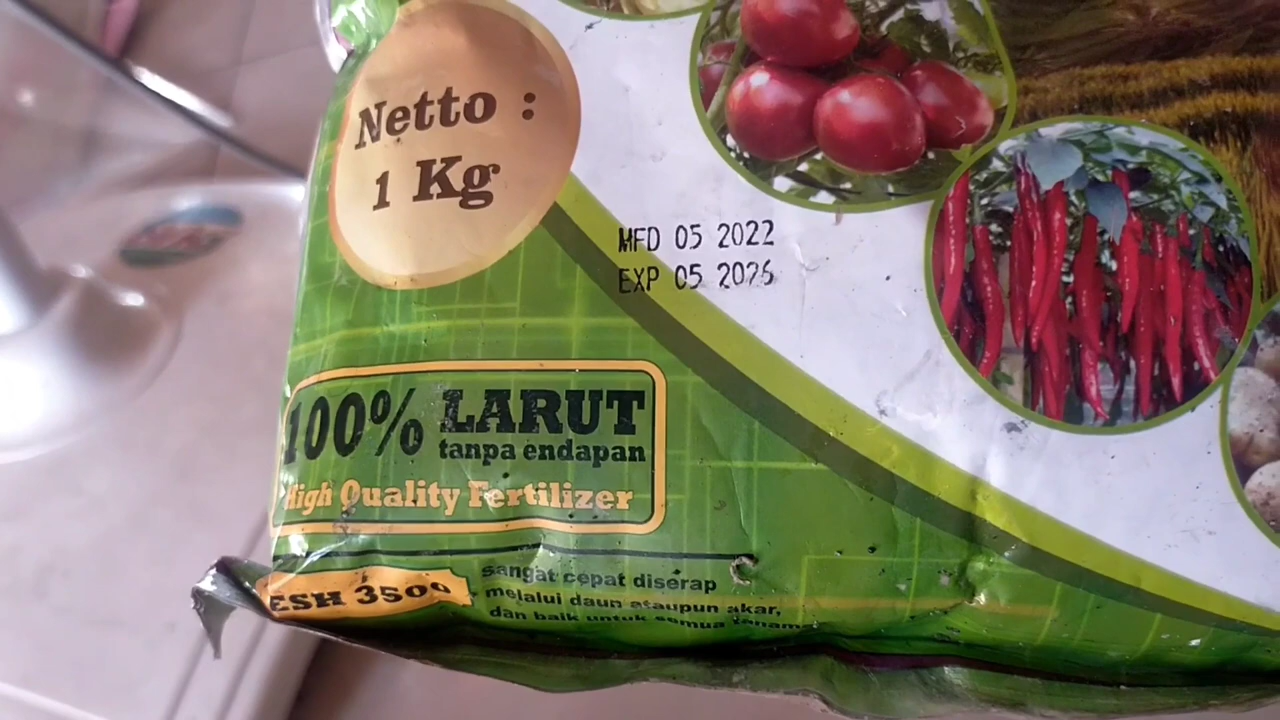 Netto :
1 Kg
MFD 05 2022
EXP 05 2026
100% LARUT
tanpa endapan
High Quality Fertilizer
ESH 3500
sangat cepat diserap
melalui daun ataupun akar,
dan baik untuk semua